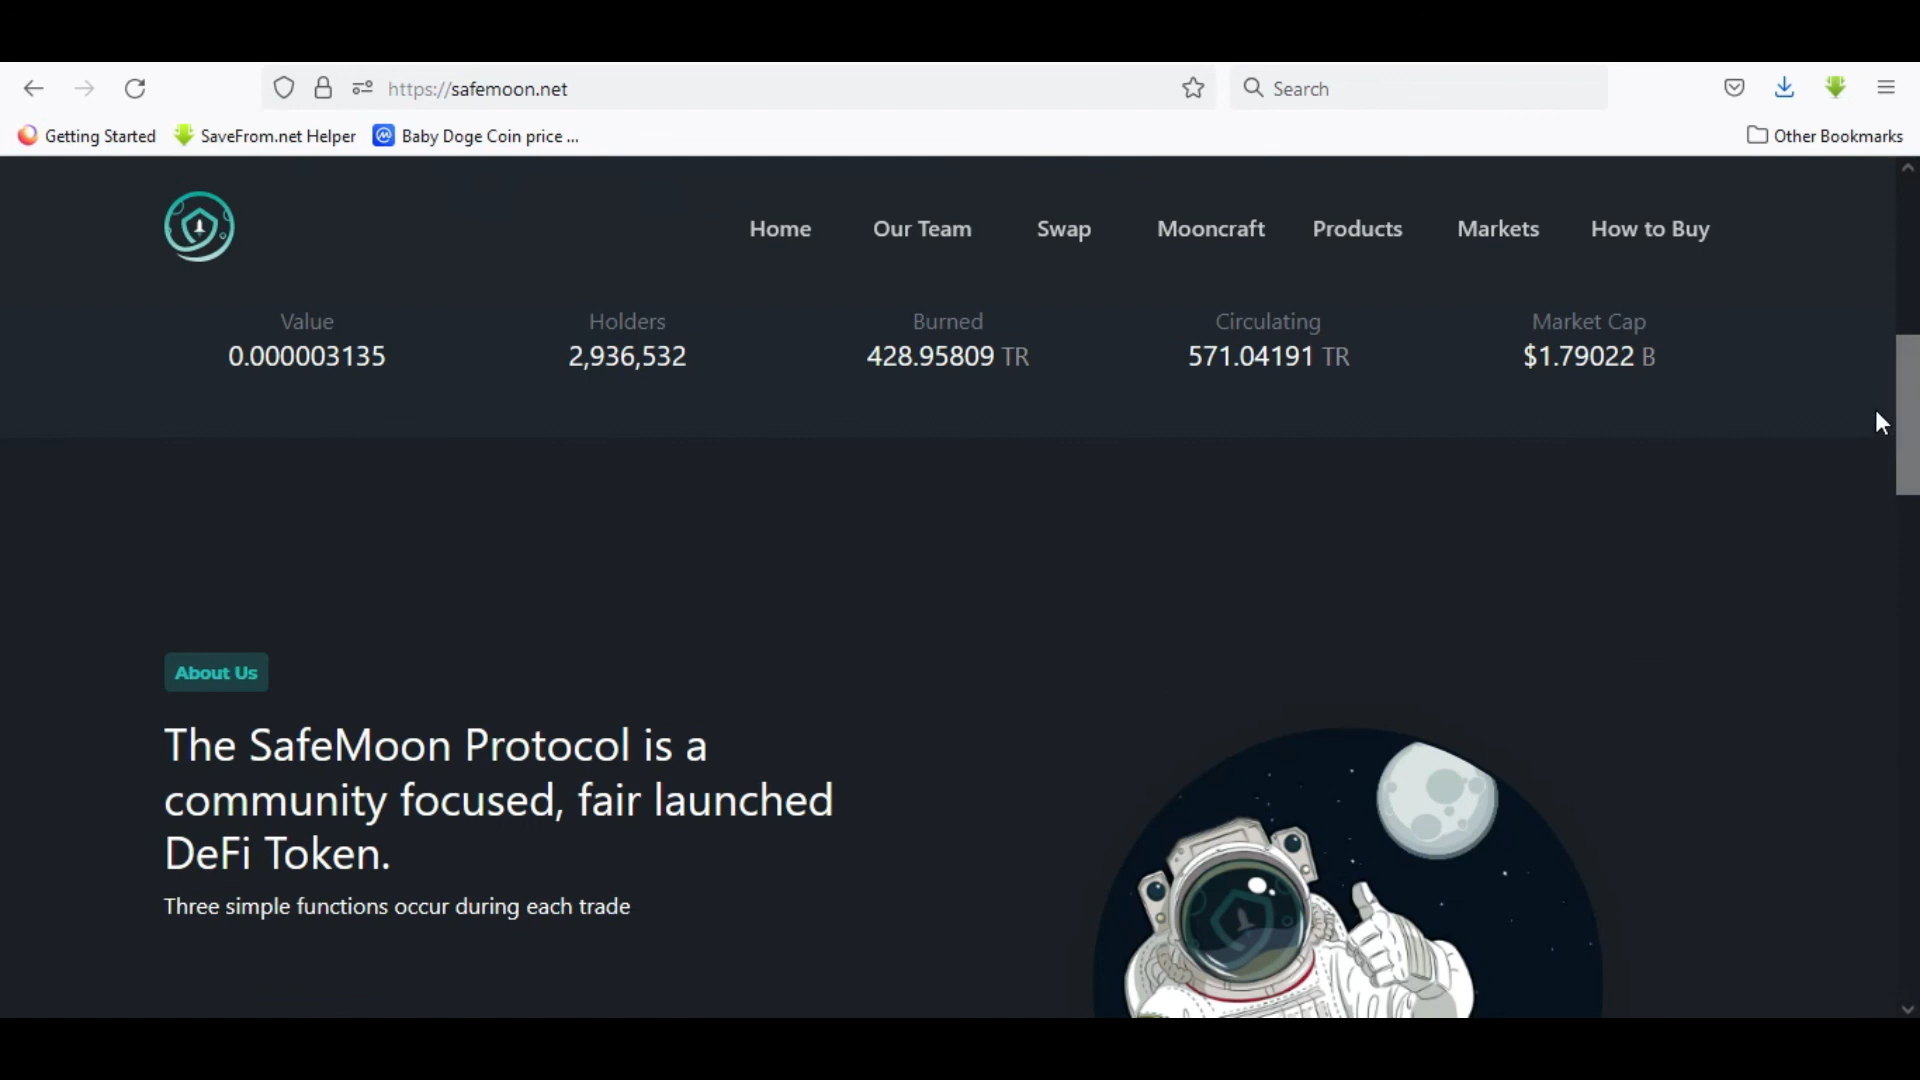 https://safemoon.net
Search
Getting Started
SaveFrom.net Helper
Baby Doge Coin price ...
Other Bookmarks
Home
Our Team
Swap
Mooncraft
Products
Markets
How to Buy
Value
0.000003135
Holders
2,936,532
Burned
428.95809 TR
Circulating
571.04191 TR
Market Cap
$1.79022 B
About Us
The SafeMoon Protocol is a
community focused, fair launched
DeFi Token.
Three simple functions occur during each trade